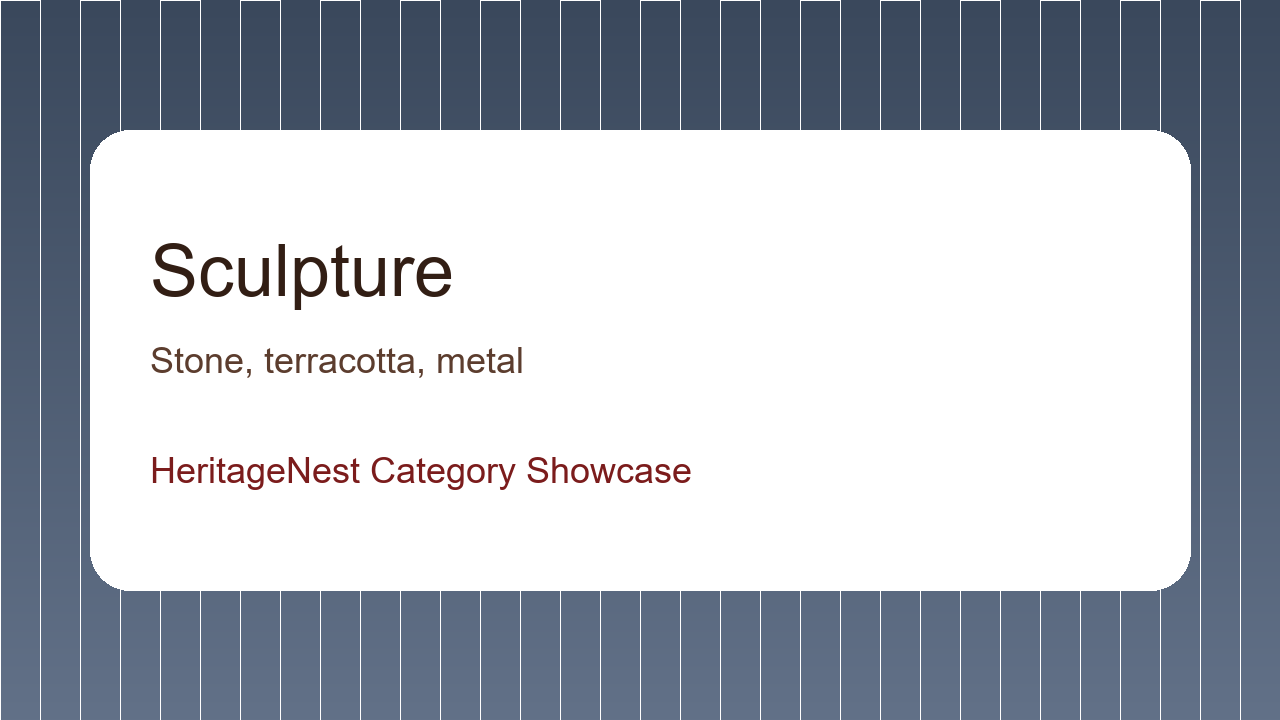 Sculpture
Stone, terracotta, metal
HeritageNest Category Showcase